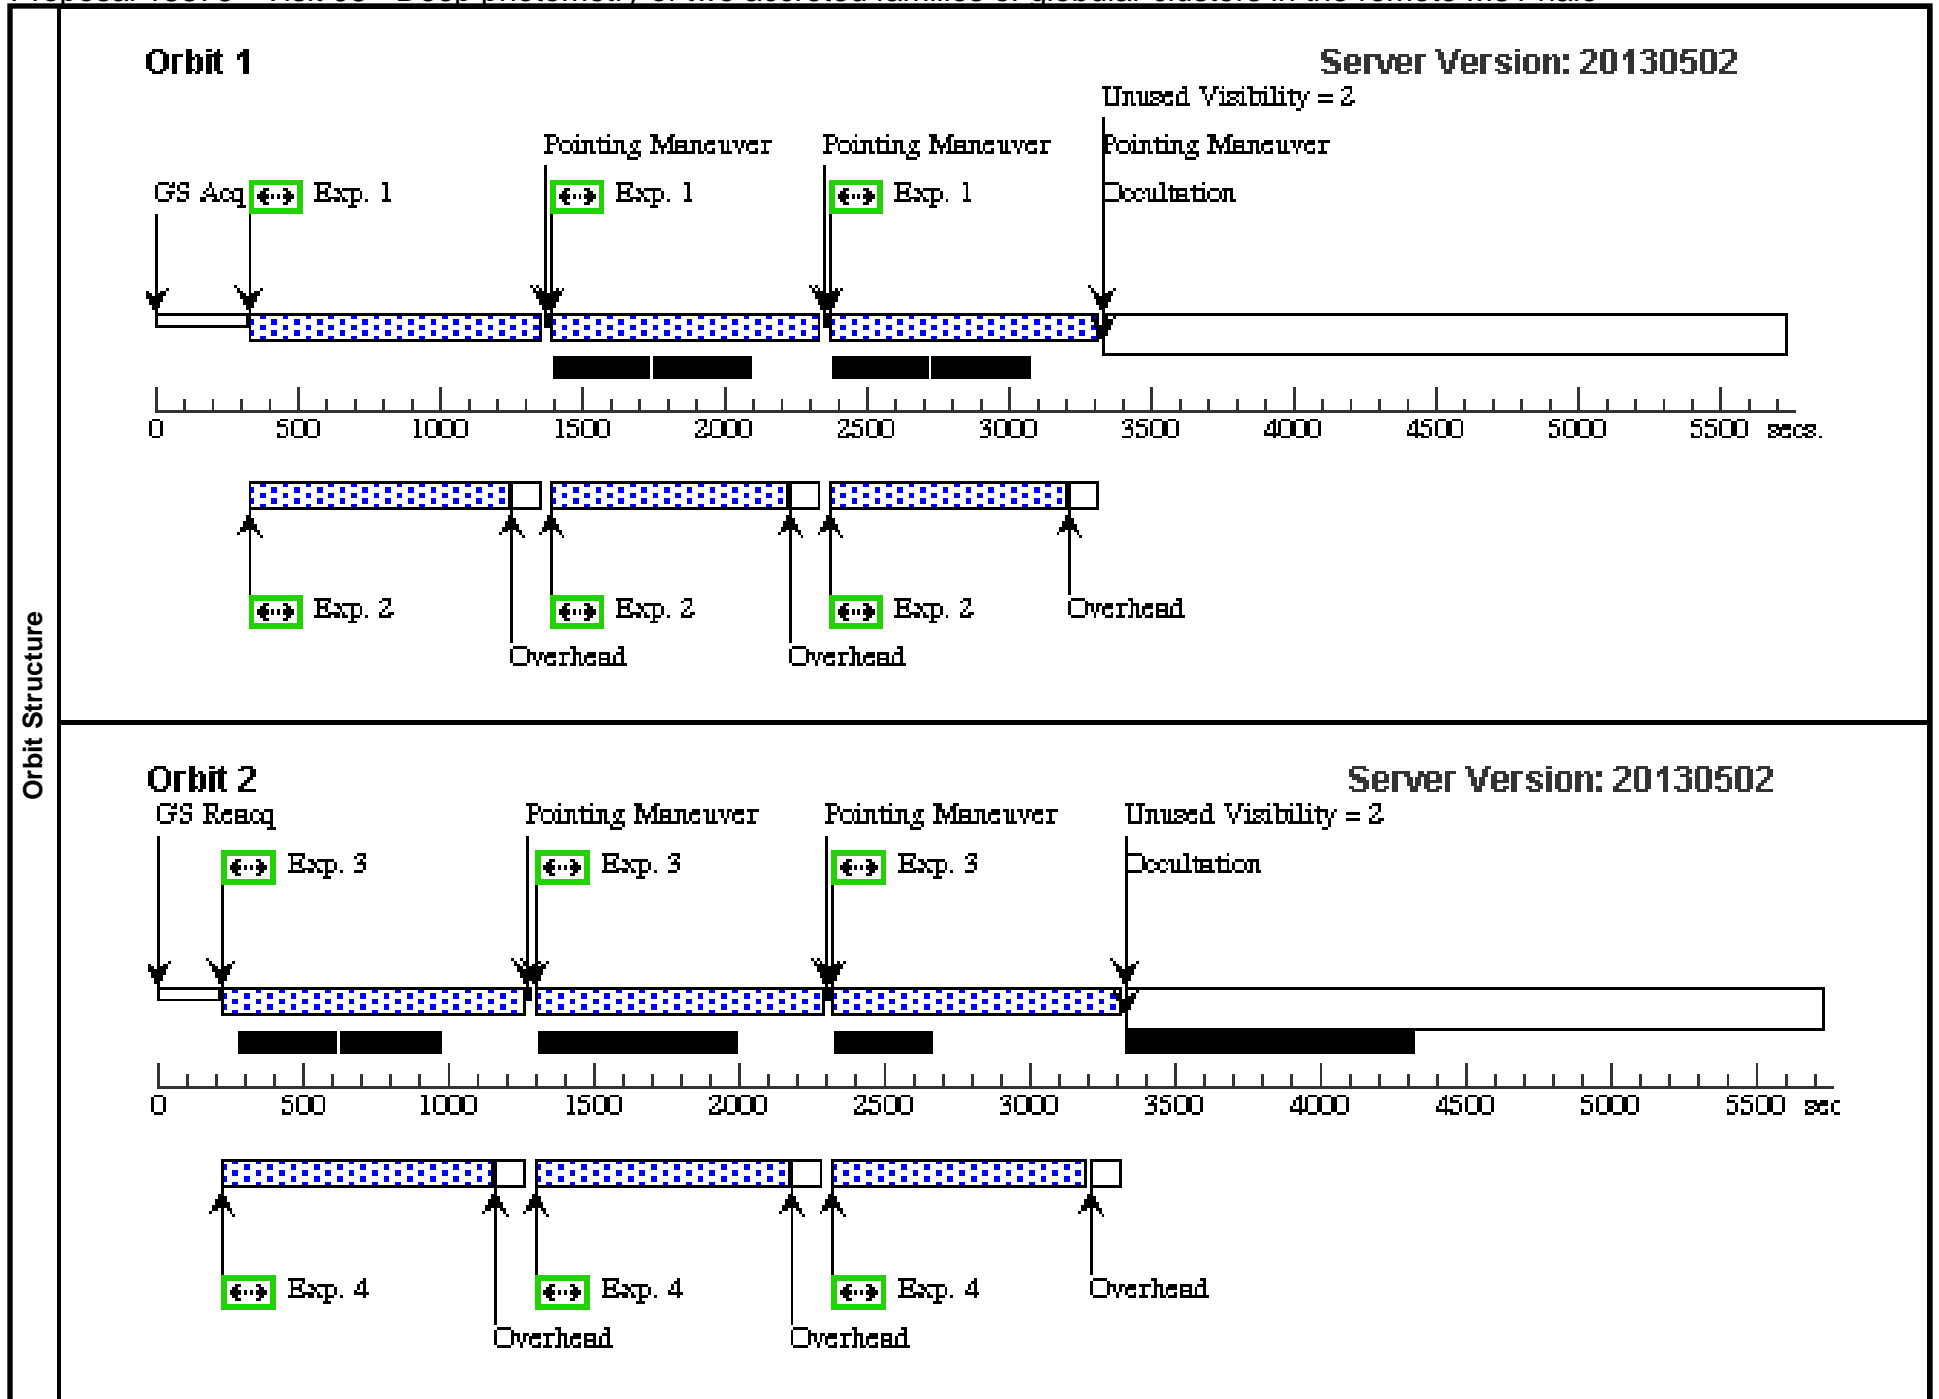 Orbit Structure
Orbit 1
Server Version: 20130502
Unused Visibility = 2
Pointing Maneuver
Pointing Maneuver
Pointing Maneuver
GS Acq
Exp. 1
Exp. 1
Exp. 1
Occultation
0 500 1000 1500 2000 2500 3000 3500 4000 4500 5000 5500 secs.
Exp. 2
Exp. 2
Exp. 2
Overhead
Overhead
Overhead
Orbit 2
Server Version: 20130502
GS Reacq
Pointing Maneuver
Pointing Maneuver
Unused Visibility = 2
Exp. 3
Exp. 3
Exp. 3
Occultation
0 500 1000 1500 2000 2500 3000 3500 4000 4500 5000 5500 sec
Exp. 4
Exp. 4
Exp. 4
Overhead
Overhead
Overhead